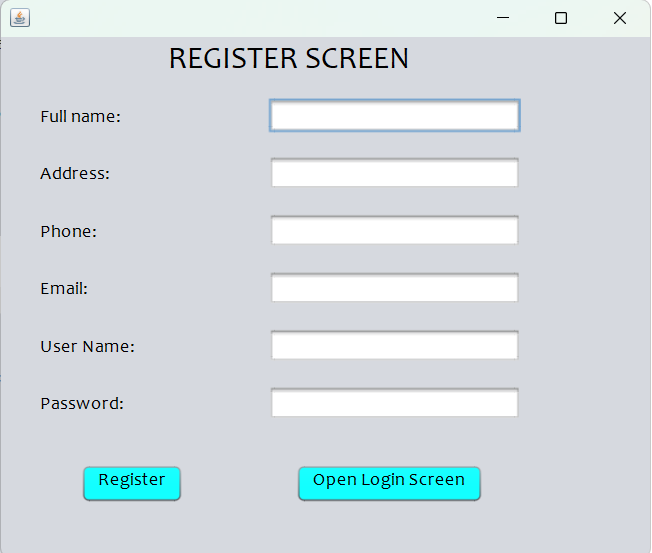 REGISTER SCREEN
Full name:
Address:
Phone:
Email:
User Name:
Password:
Register
Open Login Screen